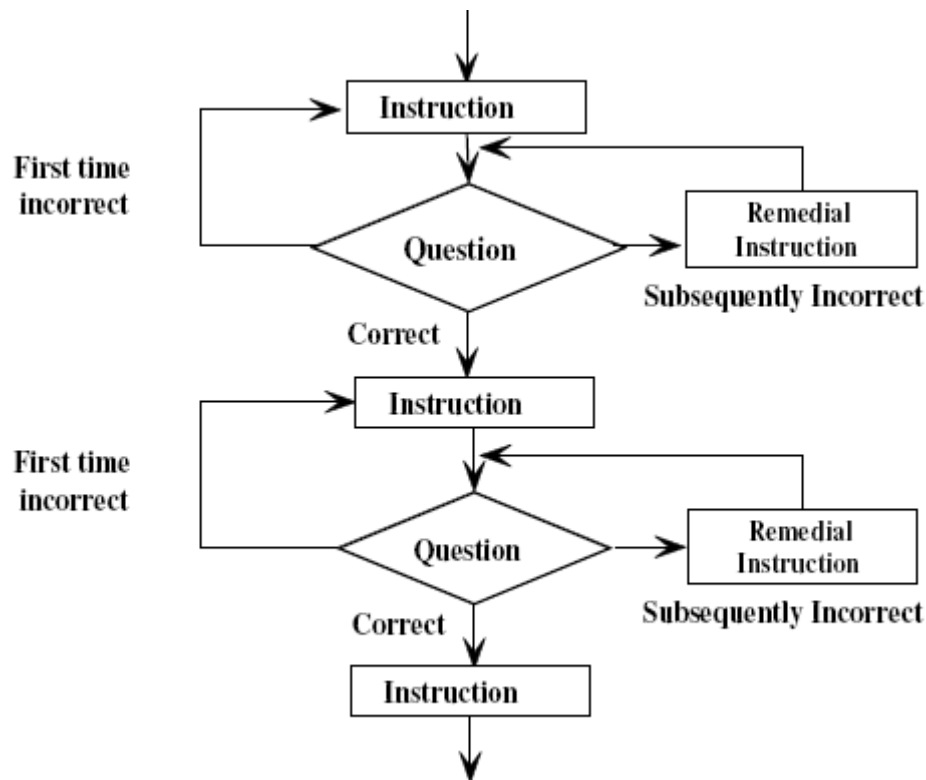 Instruction
First time
incorrect
Remedial
Instruction
Question
Subsequently Incorrect
Correct
Instruction
First time
incorrect
Remedial
Instruction
Question
Subsequently Incorrect
Correct
Instruction